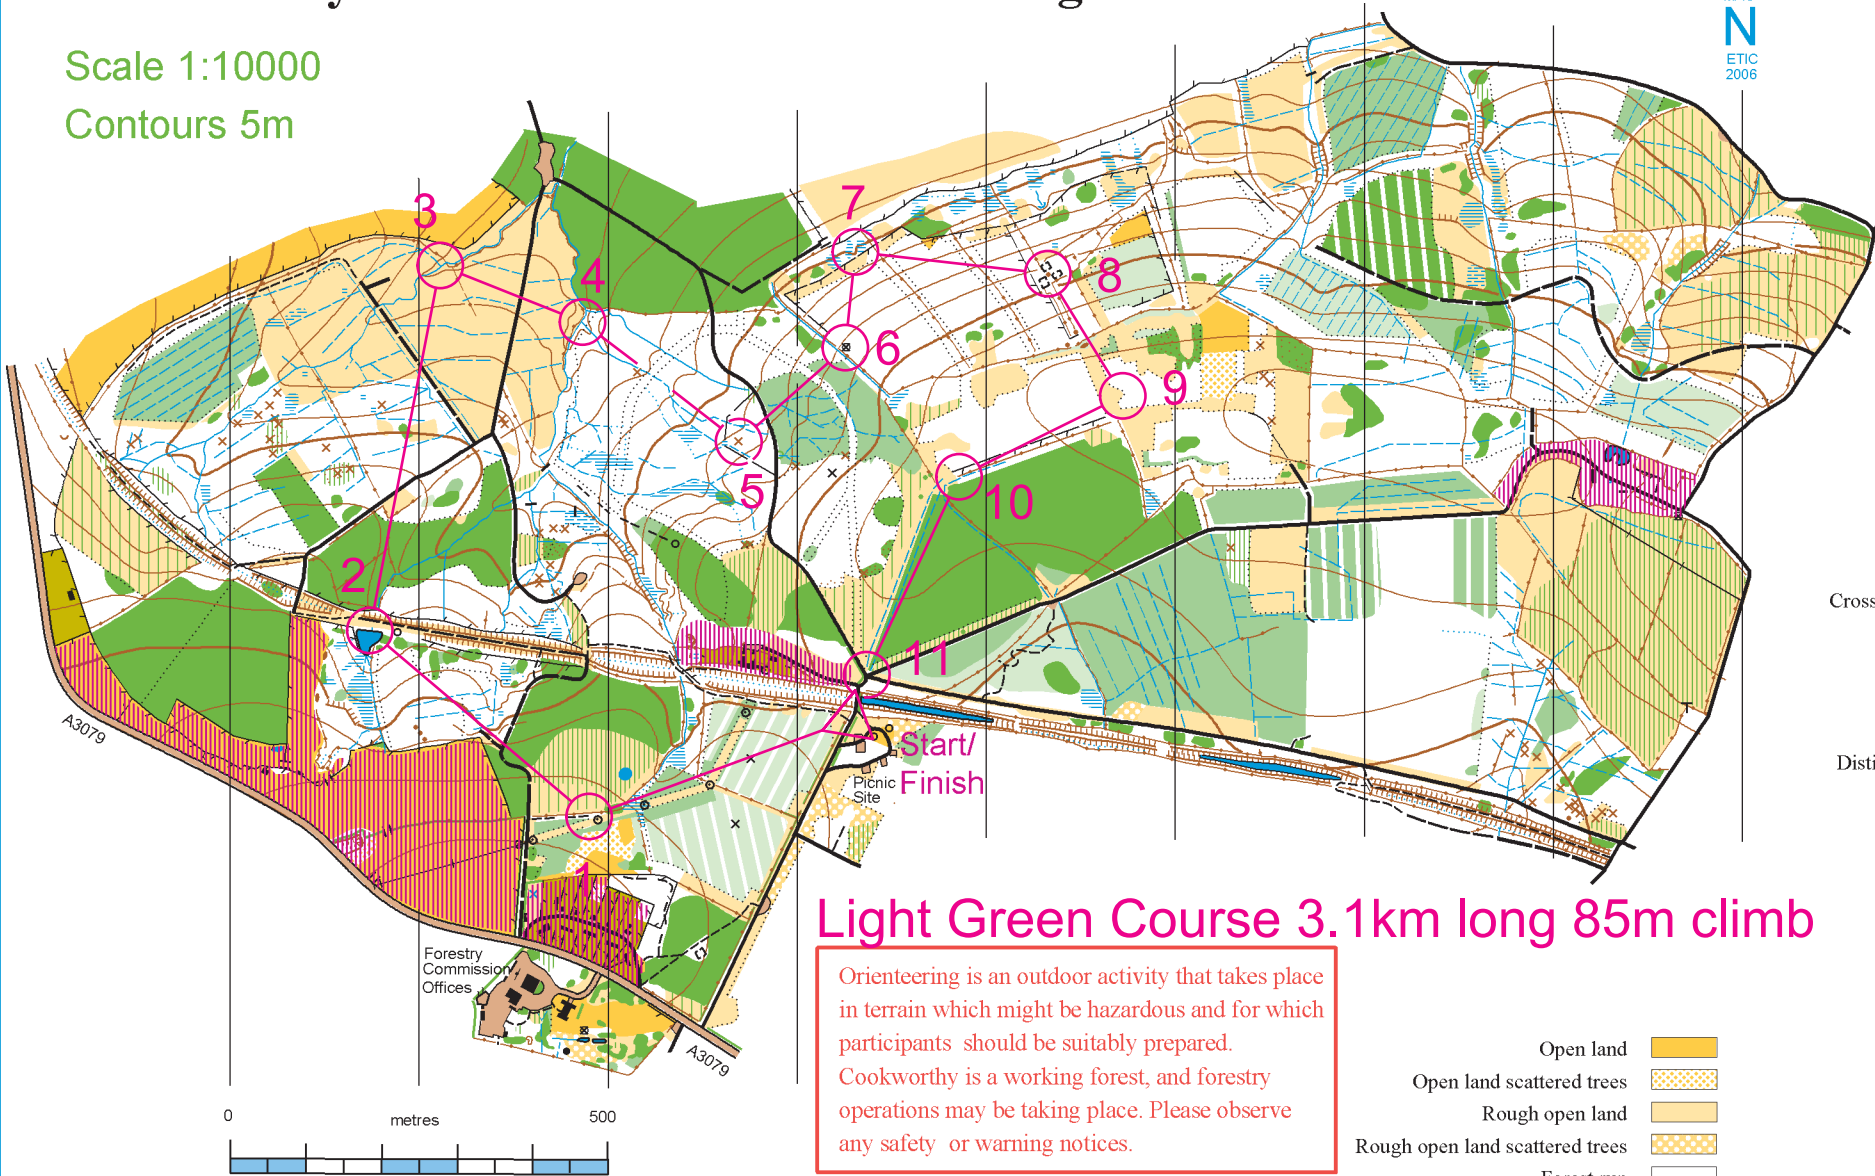 N
ETIC
2006
Scale 1:10000
Contours 5m
7
3
4
8
6
9
5
10
2
11
Start/
Finish
Picnic
Site
A3079
1
Cross
Disti
Light Green Course 3.1km long 85m climb
Forestry
Commission
Offices
A3079
Orienteering is an outdoor activity that takes place
in terrain which might be hazardous and for which
participants should be suitably prepared.
Cookworthy is a working forest, and forestry
operations may be taking place. Please observe
any safety or warning notices.
Open land
Open land scattered trees
Rough open land
Rough open land scattered trees
0 metres 500